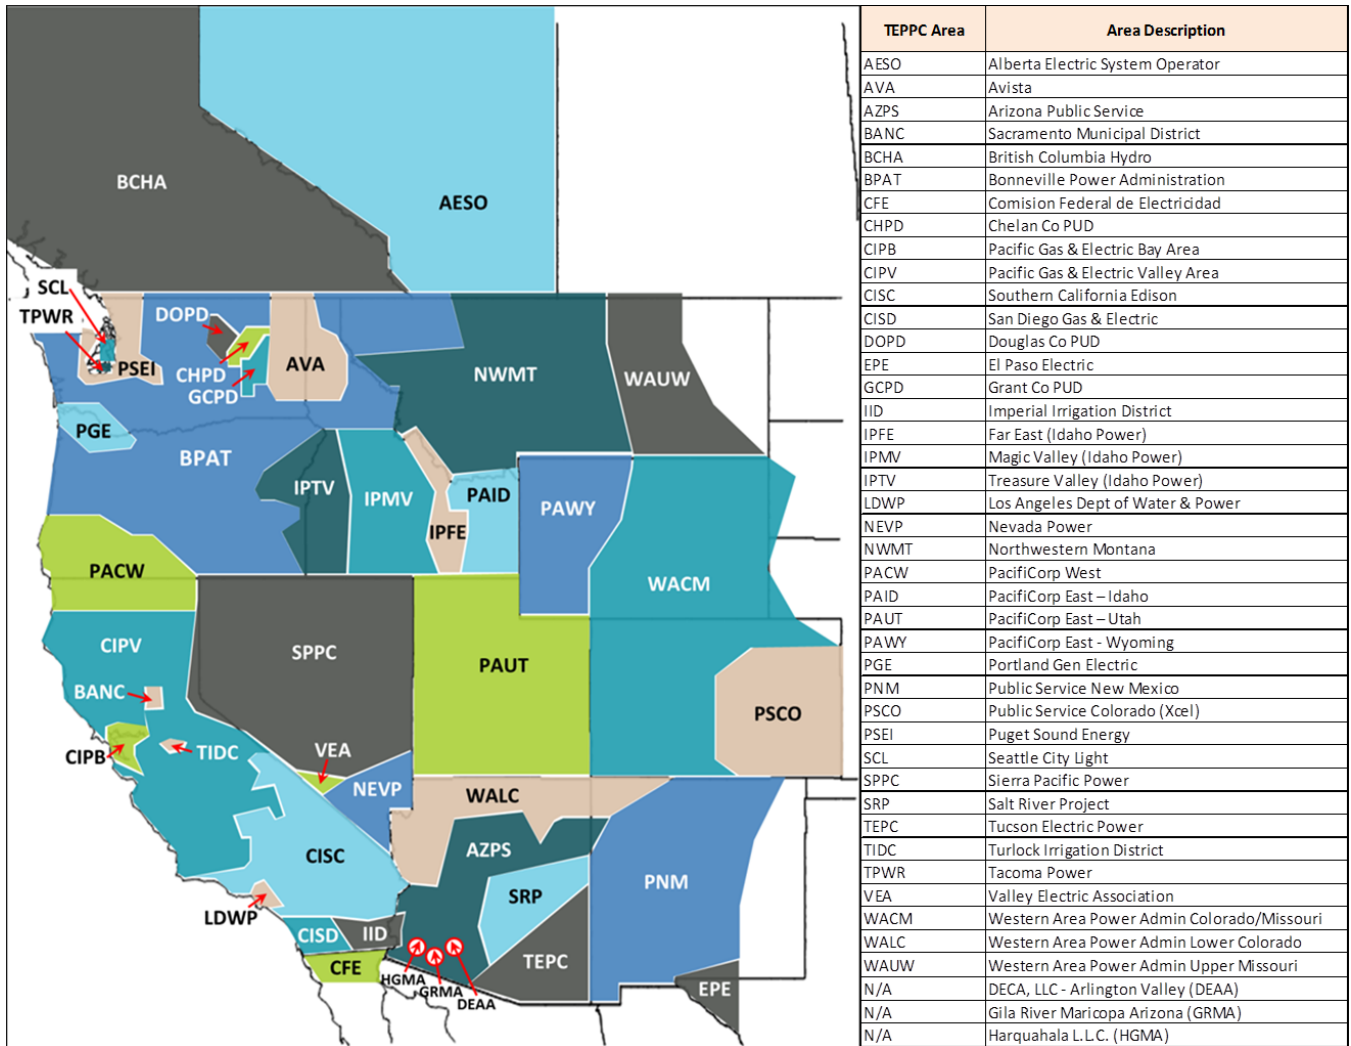 BCHA
AESO
SCL
TPWR
DOPD
PSEI
CHPD
GCPD
AVA
NWMT
WAUW
PGE
BPAT
IPTV
IPMV
PAID
IPFE
PAWY
PACW
WACM
CIPV
SPPC
PAUT
BANC
PSCO
CIPB
TIDC
VEA
NEVP
WALC
CISC
AZPS
SRP
PNM
LDWP
CISD
IID
CFE
TEPC
HGMA
GRMA
DEAA
EPE
TEPPC Area Area Description
AESO Alberta Electric System Operator
AVA Avista
AZPS Arizona Public Service
BANC Sacramento Municipal District
BCHA British Columbia Hydro
BPAT Bonneville Power Administration
CFE Comision Federal de Electricidad
CHPD Chelan Co PUD
CIPB Pacific Gas & Electric Bay Area
CIPV Pacific Gas & Electric Valley Area
CISC Southern California Edison
CISD San Diego Gas & Electric
DOPD Douglas Co PUD
EPE El Paso Electric
GCPD Grant Co PUD
IID Imperial Irrigation District
IPFE Far East (Idaho Power)
IPMV Magic Valley (Idaho Power)
IPTV Treasure Valley (Idaho Power)
LDWP Los Angeles Dept of Water & Power
NEVP Nevada Power
NWMT Northwestern Montana
PACW PacifiCorp West
PAID PacifiCorp East – Idaho
PAUT PacifiCorp East – Utah
PAWY PacifiCorp East - Wyoming
PGE Portland Gen Electric
PNM Public Service New Mexico
PSCO Public Service Colorado (Xcel)
PSEI Puget Sound Energy
SCL Seattle City Light
SPPC Sierra Pacific Power
SRP Salt River Project
TEPC Tucson Electric Power
TIDC Turlock Irrigation District
TPWR Tacoma Power
VEA Valley Electric Association
WACM Western Area Power Admin Colorado/Missouri
WALC Western Area Power Admin Lower Colorado
WAUW Western Area Power Admin Upper Missouri
N/A DECA, LLC - Arlington Valley (DEAA)
N/A Gila River Maricopa Arizona (GRMA)
N/A Harquahala L.L.C. (HGMA)